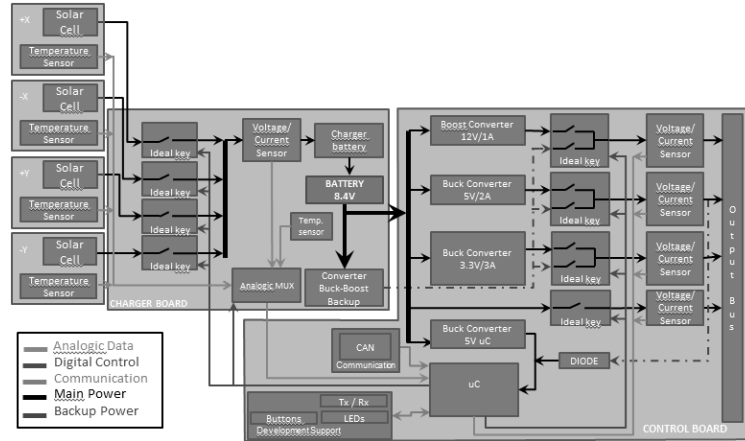 +X
Solar
Cell
Temperature
Sensor
-X
Solar
Cell
Temperature
Sensor
+Y
Solar
Cell
Temperature
Sensor
-Y
Solar
Cell
Temperature
Sensor
Ideal key
Ideal key
Ideal key
Ideal key
Voltage/
Current
Sensor
Charger
battery
BATTERY
8.4V
Temp.
sensor
Analogic MUX
Converter
Buck-Boost
Backup
CHARGER BOARD
Boost Converter
12V/1A
Buck Converter
5V/2A
Buck Converter
3.3V/3A
Buck Converter
5V uC
Ideal key
Ideal key
Ideal key
Ideal key
Voltage/
Current
Sensor
Voltage/
Current
Sensor
Voltage/
Current
Sensor
Voltage/
Current
Sensor
Output Bus
DIODE
CAN
Communication
uC
Tx / Rx
Buttons
LEDs
Development Support
CONTROL BOARD
Analogic Data
Digital Control
Communication
Main Power
Backup Power